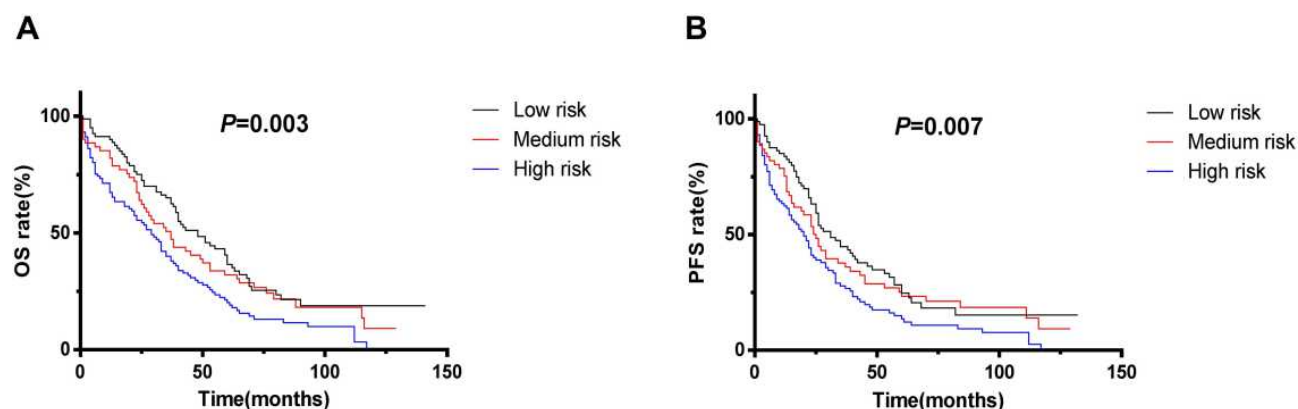 A
P=0.003
Low risk
Medium risk
High risk
OS rate(%)
100
50
0
0
50
100
150
Time(months)
B
P=0.007
Low risk
Medium risk
High risk
PFS rate(%)
100
50
0
0
50
100
150
Time(months)